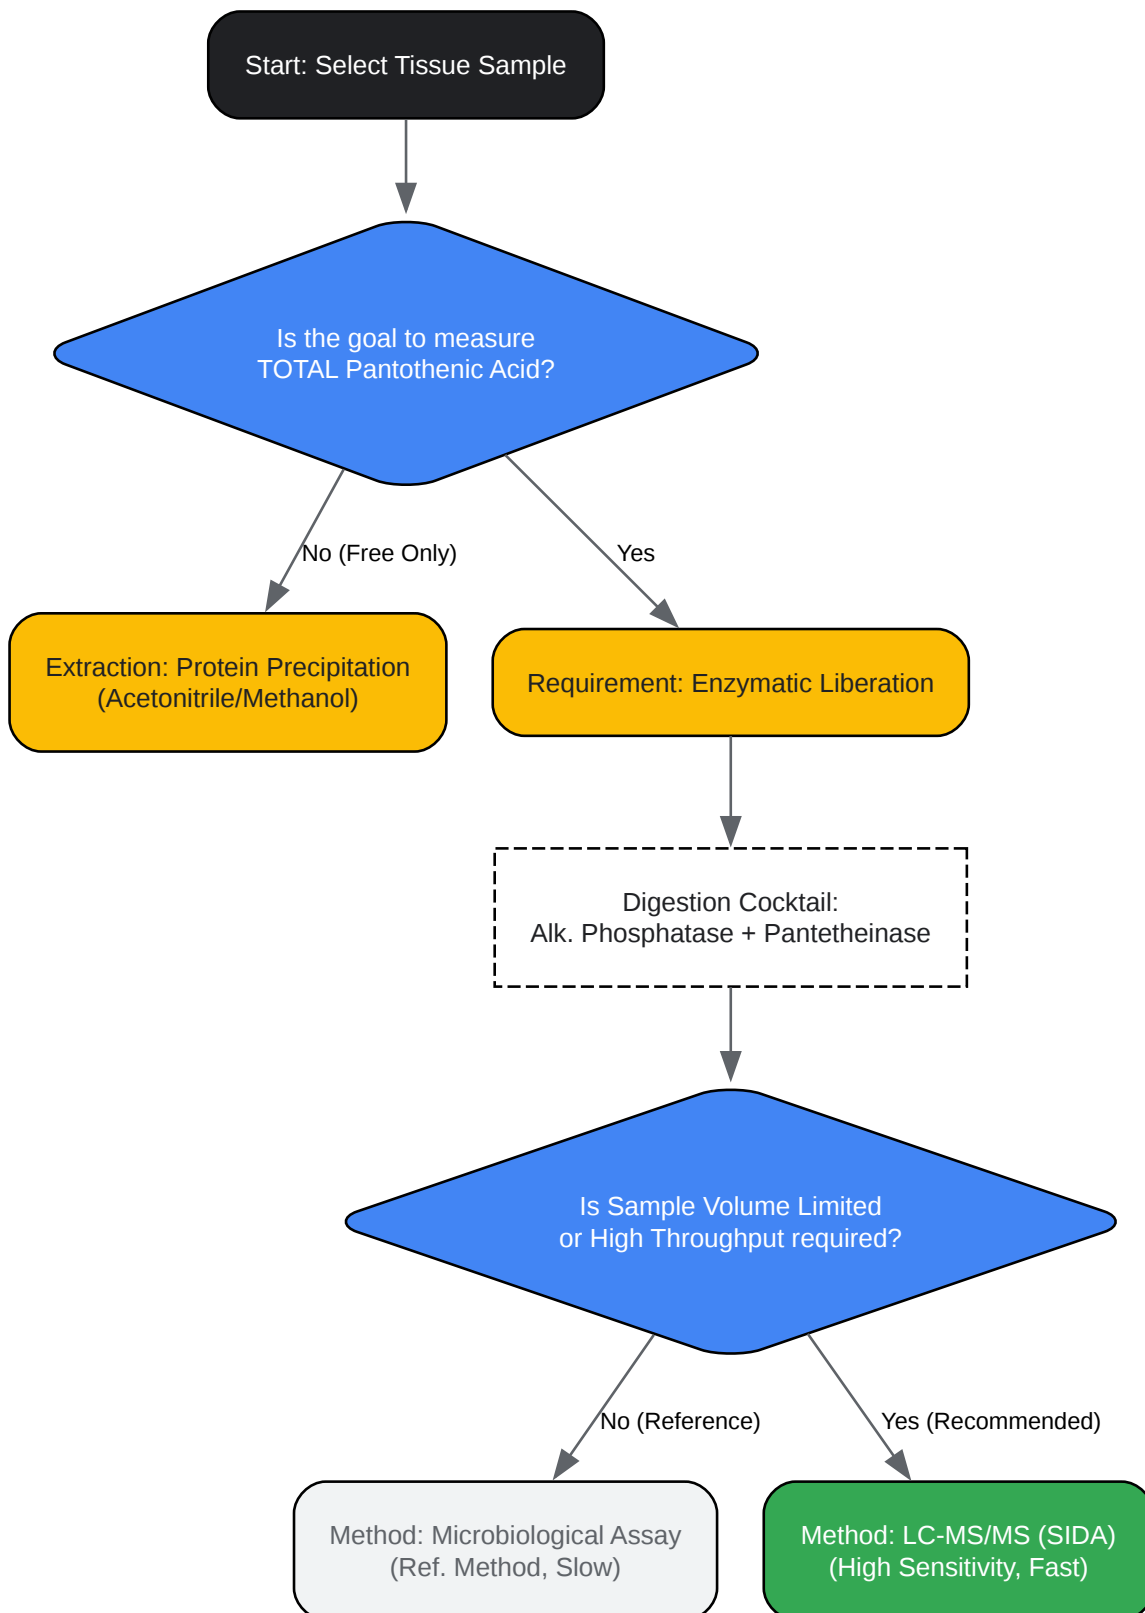 Start: Select Tissue Sample
Is the goal to measure
TOTAL Pantothenic Acid?
No (Free Only)
Yes
Extraction: Protein Precipitation
(Acetonitrile/Methanol)
Requirement: Enzymatic Liberation
Digestion Cocktail:
Alk. Phosphatase + Pantetheinase
Is Sample Volume Limited
or High Throughput required?
No (Reference)
Yes (Recommended)
Method: Microbiological Assay
(Ref. Method, Slow)
Method: LC-MS/MS (SIDA)
(High Sensitivity, Fast)